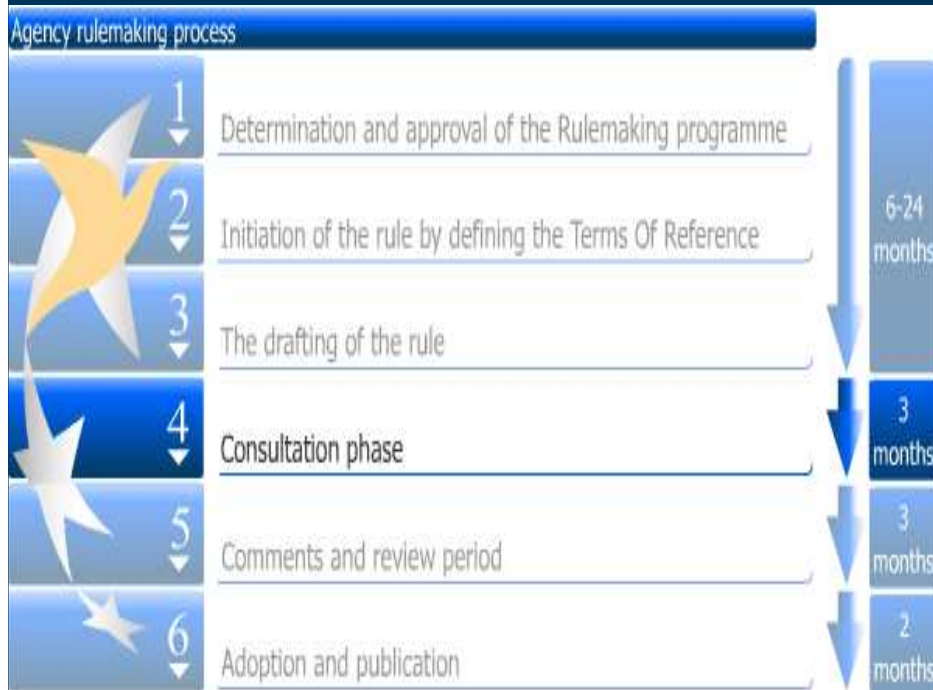 Agency rulemaking process
1
Determination and approval of the Rulemaking programme
2
Initiation of the rule by defining the Terms Of Reference
6-24
months
3
The drafting of the rule
4
Consultation phase
3
months
5
Comments and review period
3
months
6
Adoption and publication
2
months